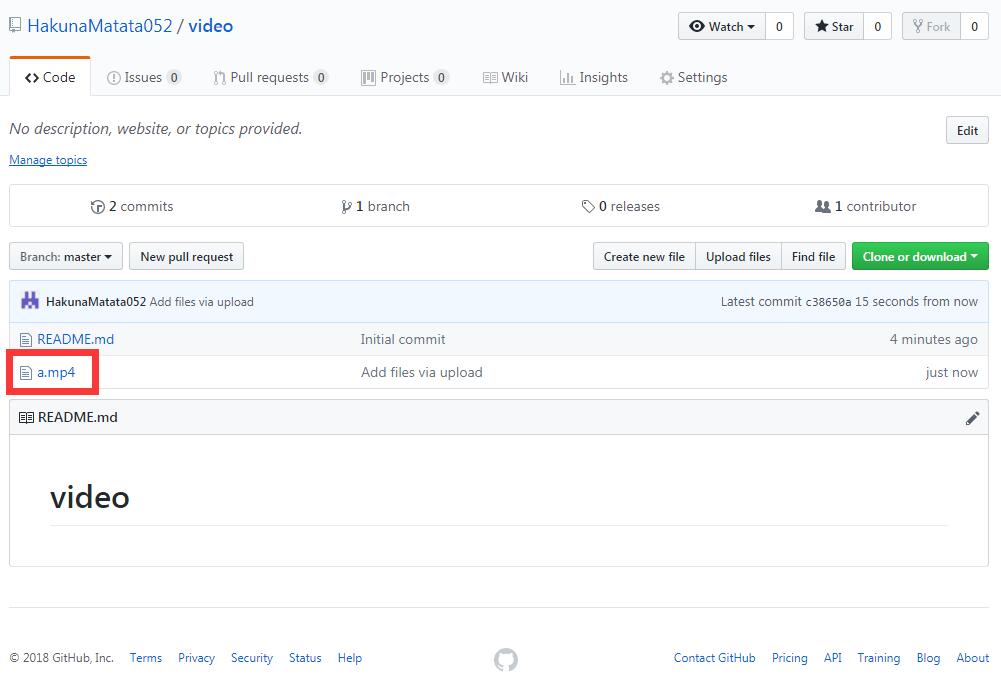 HakunaMatata052 / video Watch 0 Star 0 Fork 0
Code Issues 0 Pull requests 0 Projects 0 Wiki Insights Settings
No description, website, or topics provided. Edit
Manage topics
2 commits 1 branch 0 releases 1 contributor
Branch: master New pull request Create new file Upload files Find file Clone or download
HakunaMatata052 Add files via upload Latest commit c38650a 15 seconds from now
README.md Initial commit 4 minutes ago
a.mp4 Add files via upload just now
README.md
video
© 2018 GitHub, Inc. Terms Privacy Security Status Help Contact GitHub Pricing API Training Blog About